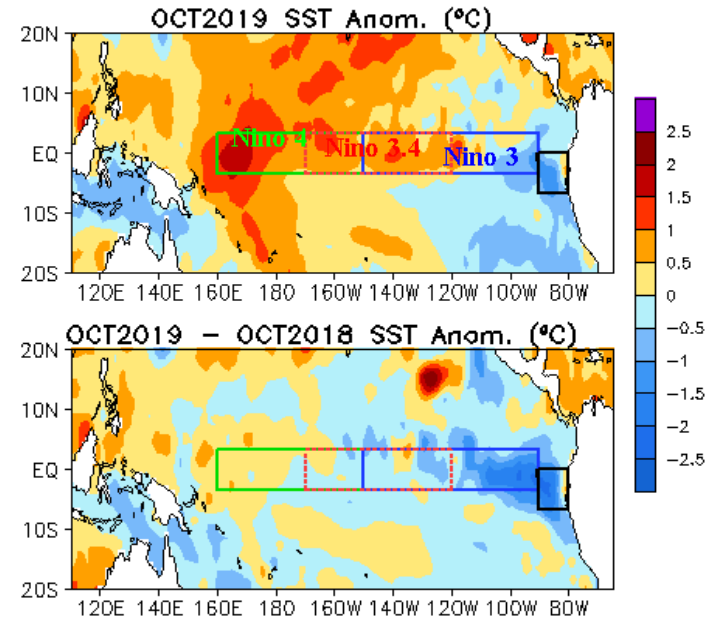 OCT2019 SST Anom. (ºC)
20N
10N
EQ
10S
20S
Nino 4
Nino 3.4
Nino 3
120E 140E 160E 180 160W 140W 120W 100W 80W
OCT2019 - OCT2018 SST Anom. (ºC)
20N
10N
EQ
10S
20S
120E 140E 160E 180 160W 140W 120W 100W 80W
2.5
2
1.5
1
0.5
0
-0.5
-1
-1.5
-2
-2.5